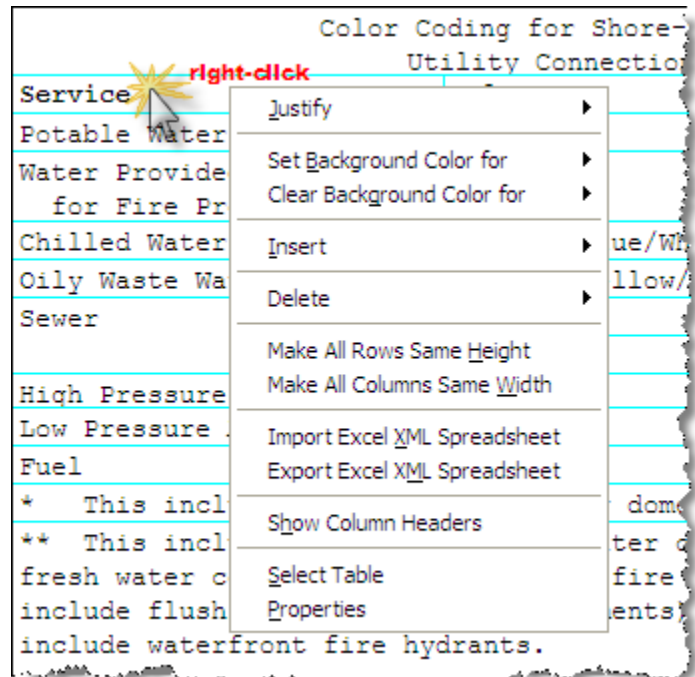 Color Coding for Shore-
Utility Connection
right-click
Service
Potable Water
Water Provide
for Fire Pr
Chilled Water
ue/Wh
Oily Waste Wa
llow/
Sewer
High Pressure
Low Pressure
Fuel
* This incl
dome
** This incl
ter
fresh water c
fire
include flush
ents)
include waterfront fire hydrants.
Justify
Set Background Color for
Clear Background Color for
Insert
Delete
Make All Rows Same Height
Make All Columns Same Width
Import Excel XML Spreadsheet
Export Excel XML Spreadsheet
Show Column Headers
Select Table
Properties